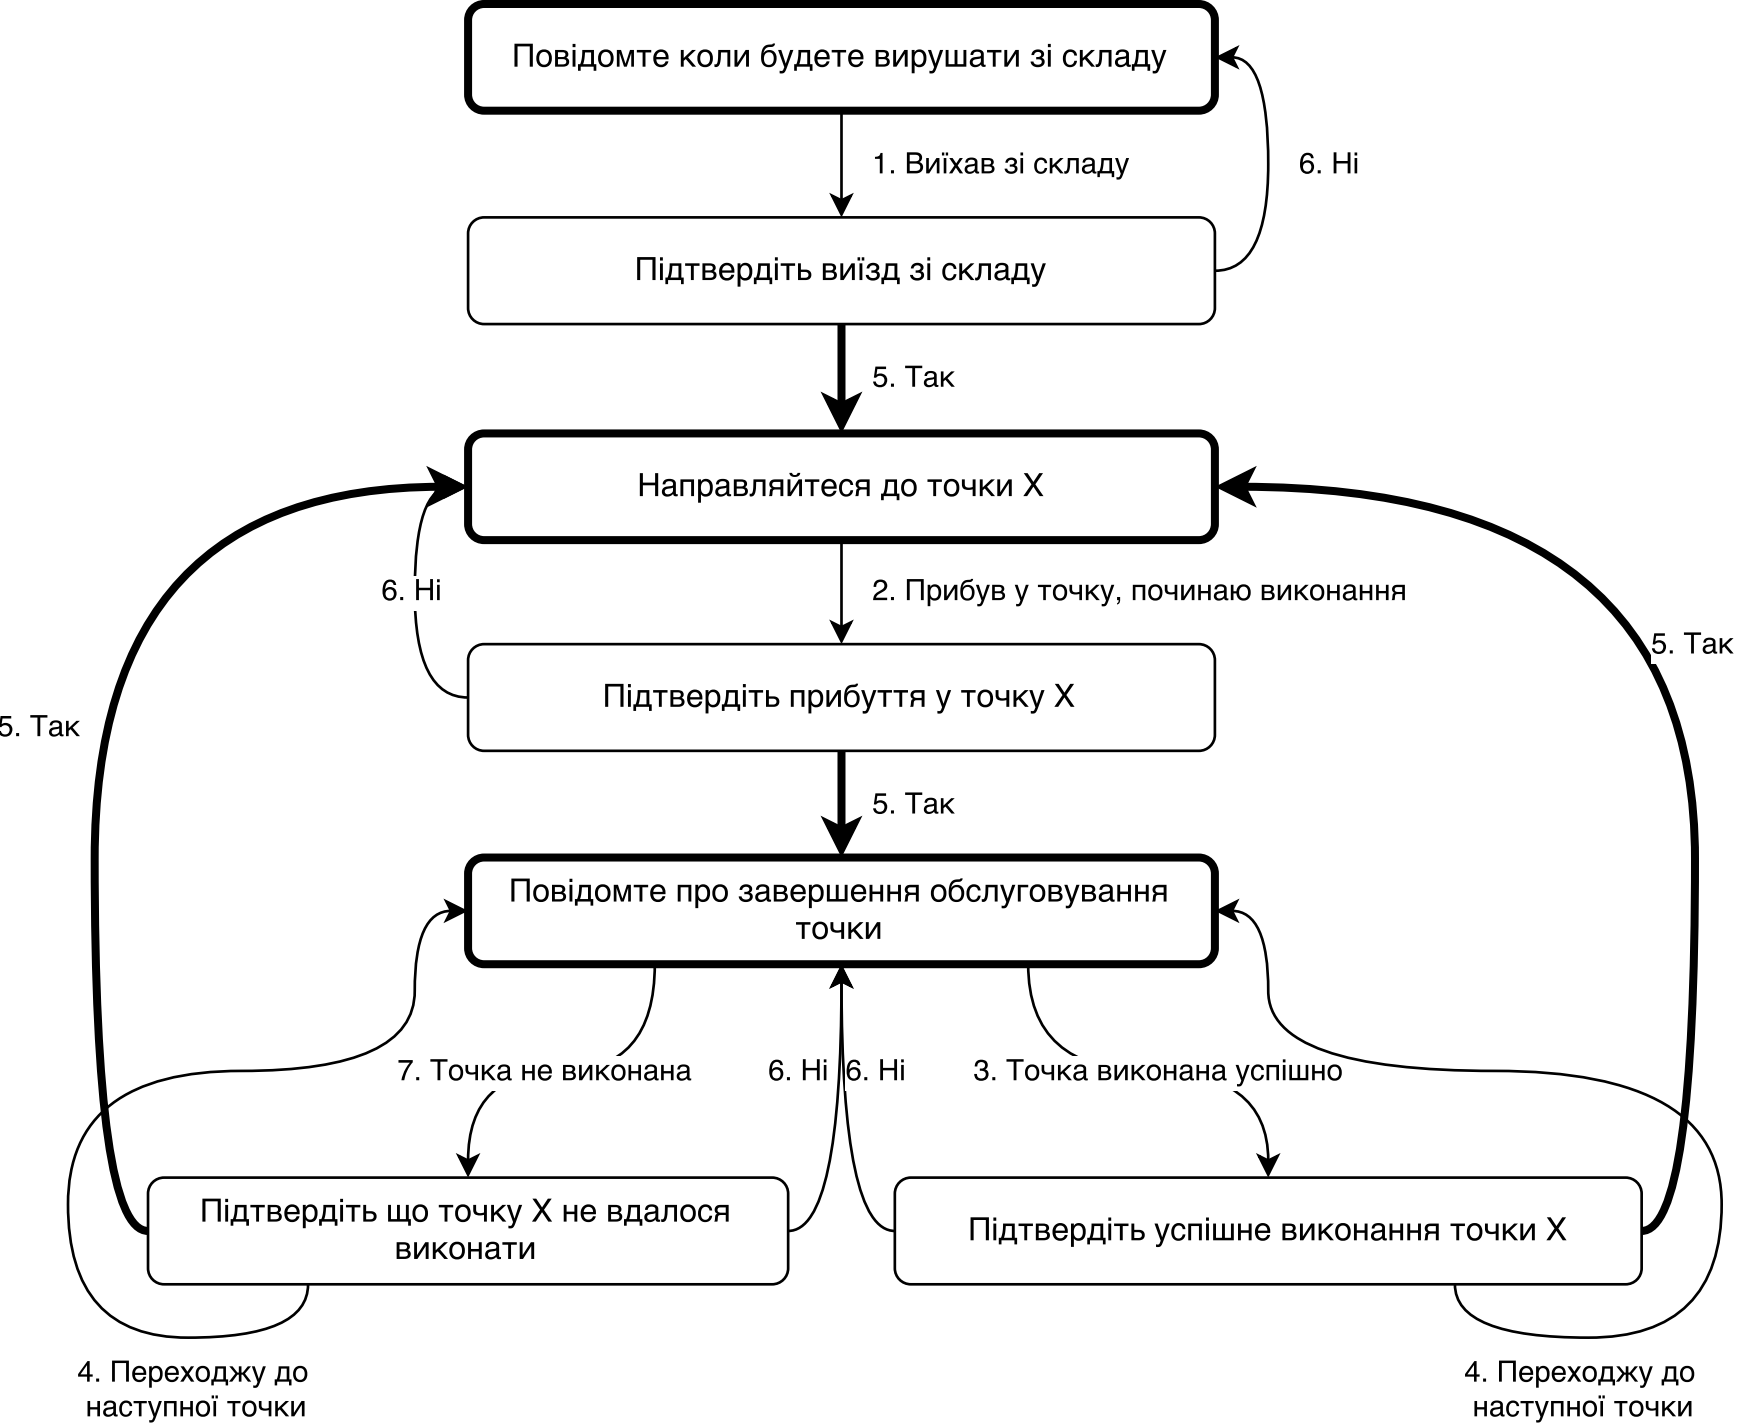 Повідомте коли будете вирушати зі складу
1. Виїхав зі складу
6. Ні
Підтвердіть виїзд зі складу
5. Так
Направляйтеся до точки X
6. Ні
2. Прибув у точку, починаю виконання
5. Так
Підтвердіть прибуття у точку X
5. Так
5. Так
Повідомте про завершення обслуговування
точки
7. Точка не виконана
6. Ні
6. Ні
3. Точка виконана успішно
Підтвердіть що точку X не вдалося
виконати
Підтвердіть успішне виконання точки X
4. Переходжу до
наступної точки
4. Переходжу до
наступної точки